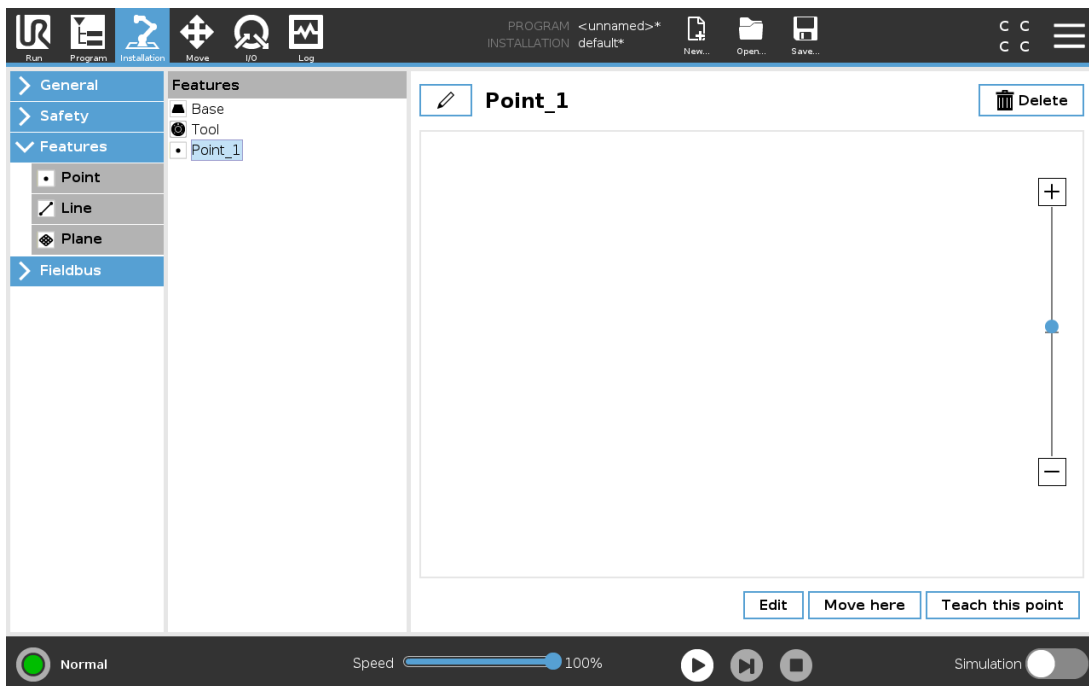 UR
Run
Program
Installation
Move
I/O
Log
PROGRAM <unnamed>*
INSTALLATION default*
New...
Open...
Save...
C C
C C
General
Safety
Features
Point
Line
Plane
Fieldbus
Features
Base
Tool
Point_1
Point_1
Delete
Edit
Move here
Teach this point
Normal
Speed
100%
Simulation